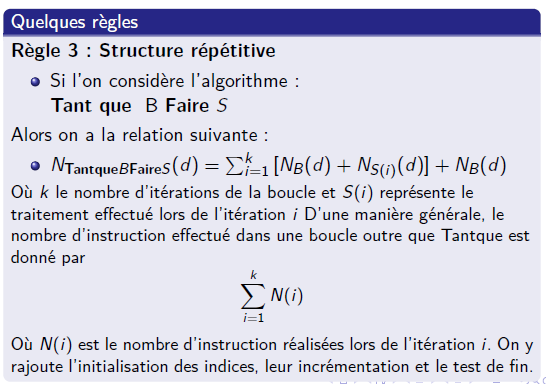 Quelques règles
Règle 3 : Structure répétitive
Si l'on considère l'algorithme :
Tant que B Faire S
Alors on a la relation suivante :
N_{TantqueBFaireS}(d) = \sum_{i=1}^{k} [N_B(d) + N_{S(i)}(d)] + N_B(d)
Où k le nombre d'itérations de la boucle et S(i) représente le
traitement effectué lors de l'itération i D'une manière générale, le
nombre d'instruction effectué dans une boucle outre que Tantque est
donné par
\sum_{i=1}^{k} N(i)
Où N(i) est le nombre d'instruction réalisées lors de l'itération i. On y
rajoute l'initialisation des indices, leur incrémentation et le test de fin.